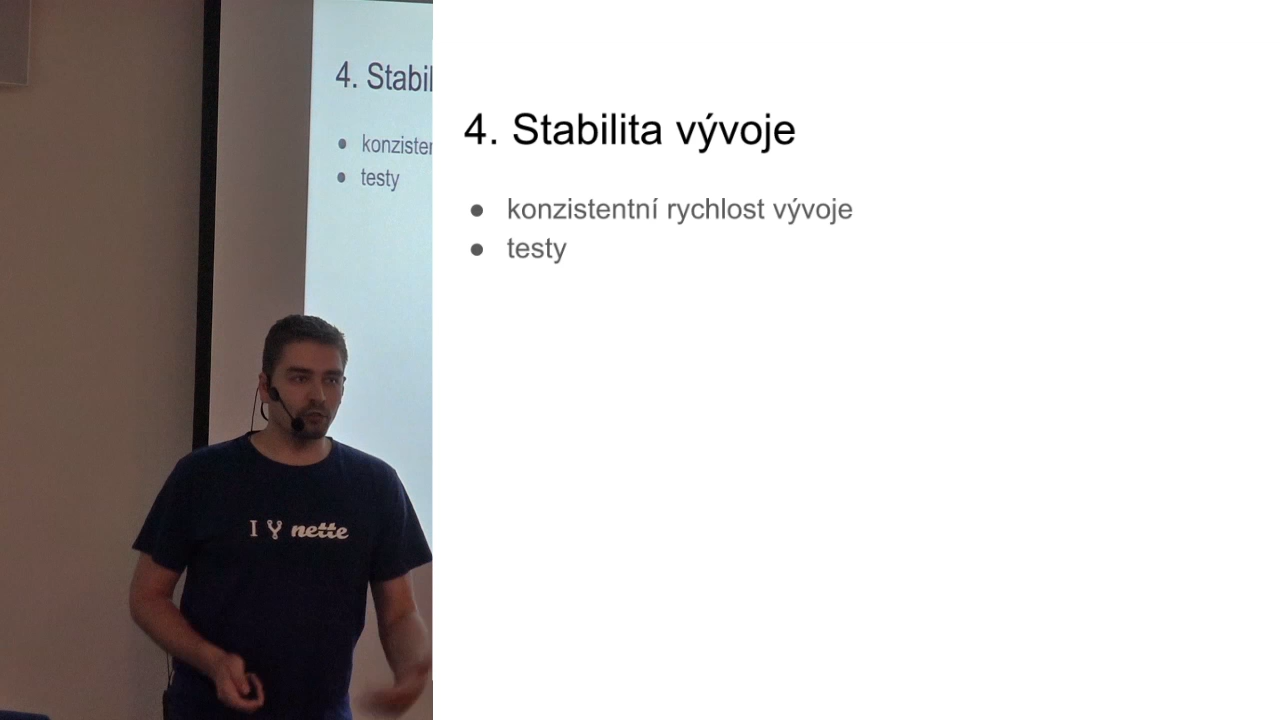 4. Stabil
● konzisten
● testy
I nette
4. Stabilita vývoje
● konzistentní rychlost vývoje
● testy